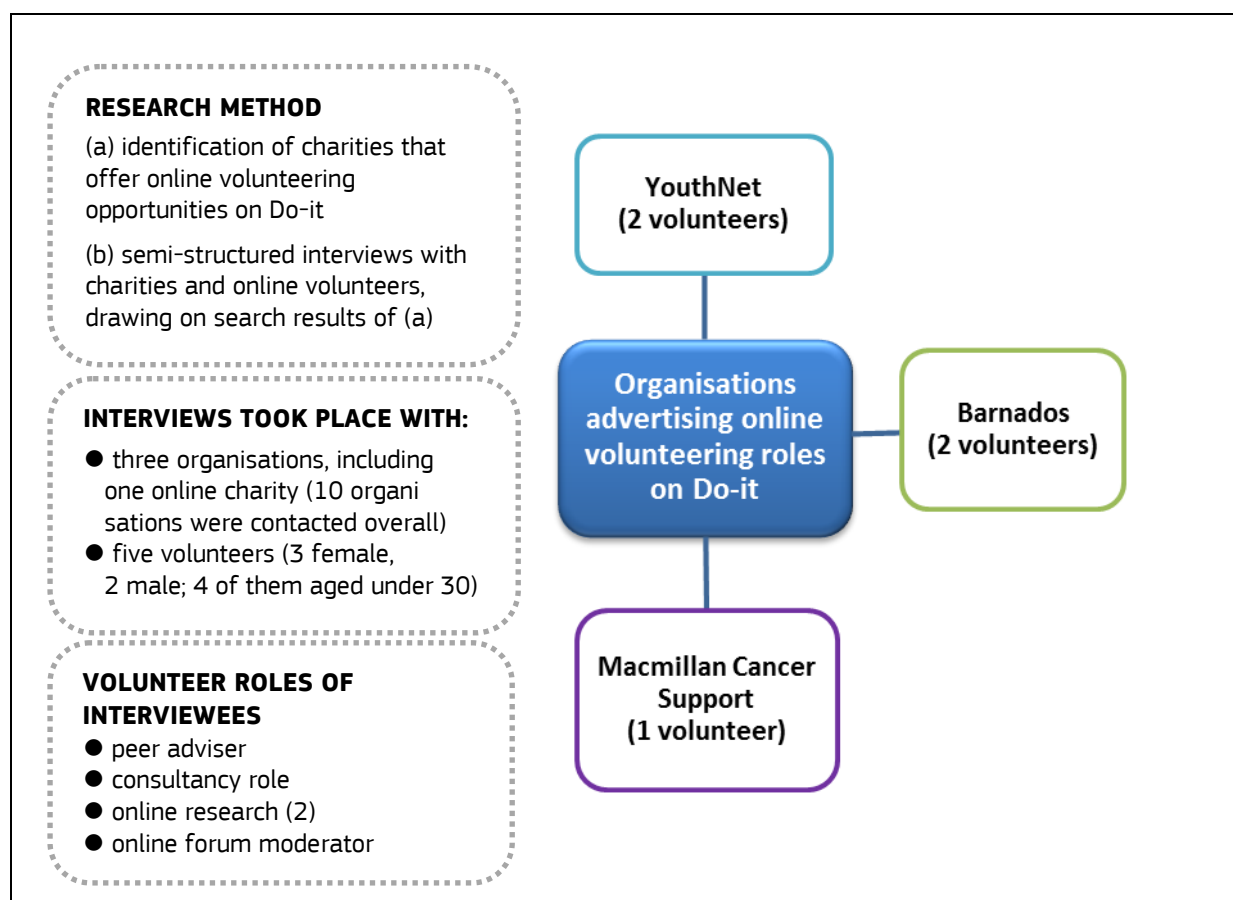 RESEARCH METHOD
(a) identification of charities that
offer online volunteering
opportunities on Do-it
(b) semi-structured interviews with
charities and online volunteers,
drawing on search results of (a)
INTERVIEWS TOOK PLACE WITH:
● three organisations, including
one online charity (10 organi
sations were contacted overall)
● five volunteers (3 female,
2 male; 4 of them aged under 30)
VOLUNTEER ROLES OF
INTERVIEWEES
● peer adviser
● consultancy role
● online research (2)
● online forum moderator
YouthNet
(2 volunteers)
Organisations
advertising online
volunteering roles
on Do-it
Barnados
(2 volunteers)
Macmillan Cancer
Support
(1 volunteer)